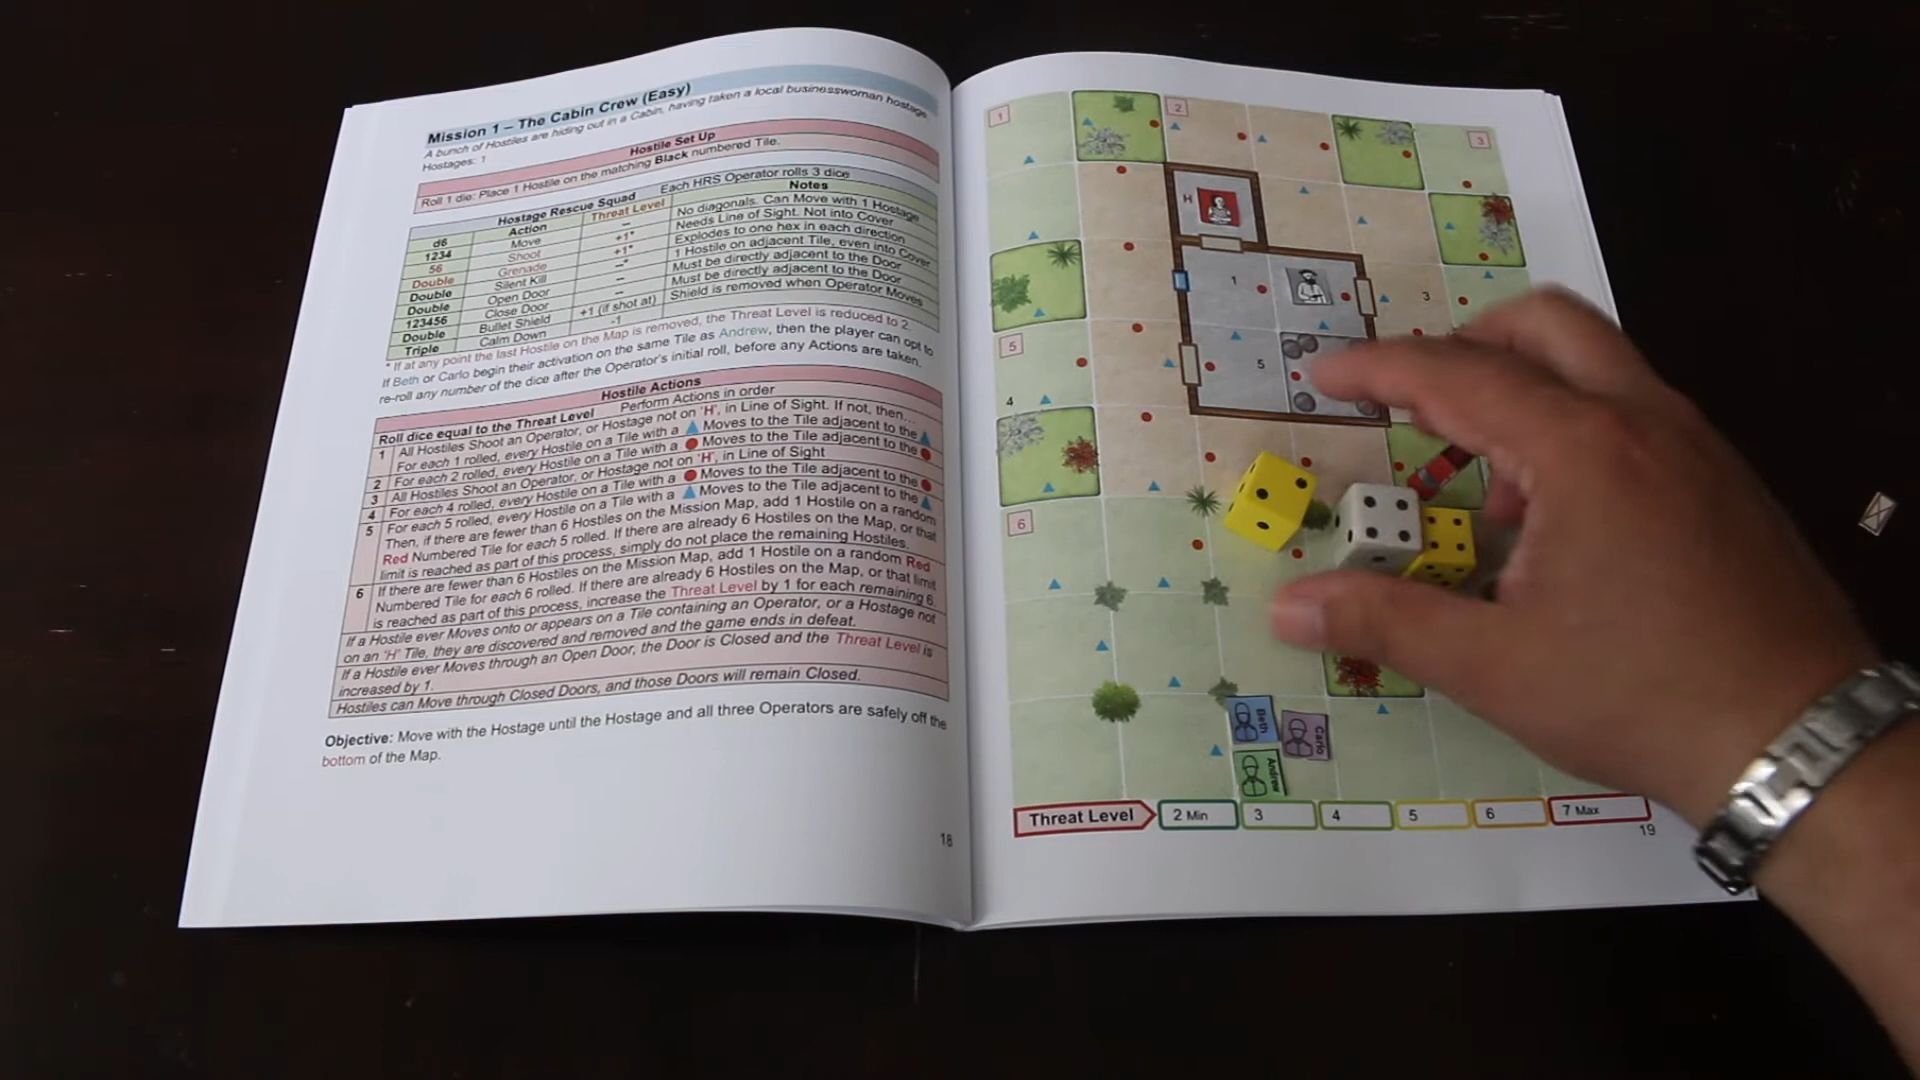 Mission 1 – The Cabin Crew (Easy)
A bunch of Hostiles are hiding out in a Cabin, having taken a local businesswoman hostage
Hostages: 1
Hostile Set Up
Roll 1 die: Place 1 Hostile on the matching Black numbered Tile.
Hostage Rescue Squad Each HRS Operator rolls 3 dice
d6 Action Threat Level Notes
1234 Move -- No diagonals. Can Move with 1 Hostage
56 Shoot +1* Needs Line of Sight. Not into Cover
Double Grenade +1* Explodes to one hex in each direction
Double Silent Kill --* 1 Hostile on adjacent Tile, even into Cover
Double Open Door -- Must be directly adjacent to the Door
123456 Close Door -- Must be directly adjacent to the Door
Double Bullet Shield +1 (if shot at) Shield is removed when Operator Moves
Triple Calm Down -1
* If at any point the last Hostile on the Map is removed, the Threat Level is reduced to 2.
If Beth or Carlo begin their activation on the same Tile as Andrew, then the player can opt to
re-roll any number of the dice after the Operator's initial roll, before any Actions are taken.
Hostile Actions
Roll dice equal to the Threat Level Perform Actions in order
1 All Hostiles Shoot an Operator, or Hostage not on 'H', in Line of Sight. If not, then...
For each 1 rolled, every Hostile on a Tile with a ▲ Moves to the Tile adjacent to the ▲
2 For each 2 rolled, every Hostile on a Tile with a ● Moves to the Tile adjacent to the ●
3 All Hostiles Shoot an Operator, or Hostage not on 'H', in Line of Sight
4 For each 4 rolled, every Hostile on a Tile with a ● Moves to the Tile adjacent to the ●
5 For each 5 rolled, every Hostile on a Tile with a ▲ Moves to the Tile adjacent to the ▲
Then, if there are fewer than 6 Hostiles on the Mission Map, add 1 Hostile on a random
Red Numbered Tile for each 5 rolled. If there are already 6 Hostiles on the Map, or that
limit is reached as part of this process, simply do not place the remaining Hostiles.
6 If there are fewer than 6 Hostiles on the Mission Map, add 1 Hostile on a random Red
Numbered Tile for each 6 rolled. If there are already 6 Hostiles on the Map, or that limit
is reached as part of this process, increase the Threat Level by 1 for each remaining 6.
If a Hostile ever Moves onto or appears on a Tile containing an Operator, or a Hostage not
on an 'H' Tile, they are discovered and removed and the game ends in defeat.
If a Hostile ever Moves through an Open Door, the Door is Closed and the Threat Level is
increased by 1.
Hostiles can Move through Closed Doors, and those Doors will remain Closed.
Objective: Move with the Hostage until the Hostage and all three Operators are safely off the
bottom of the Map.
18
1
2
3
H
1
3
5
5
4
6
Beth
Carlo
Andrew
Threat Level 2 Min 3 4 5 6 7 Max
19